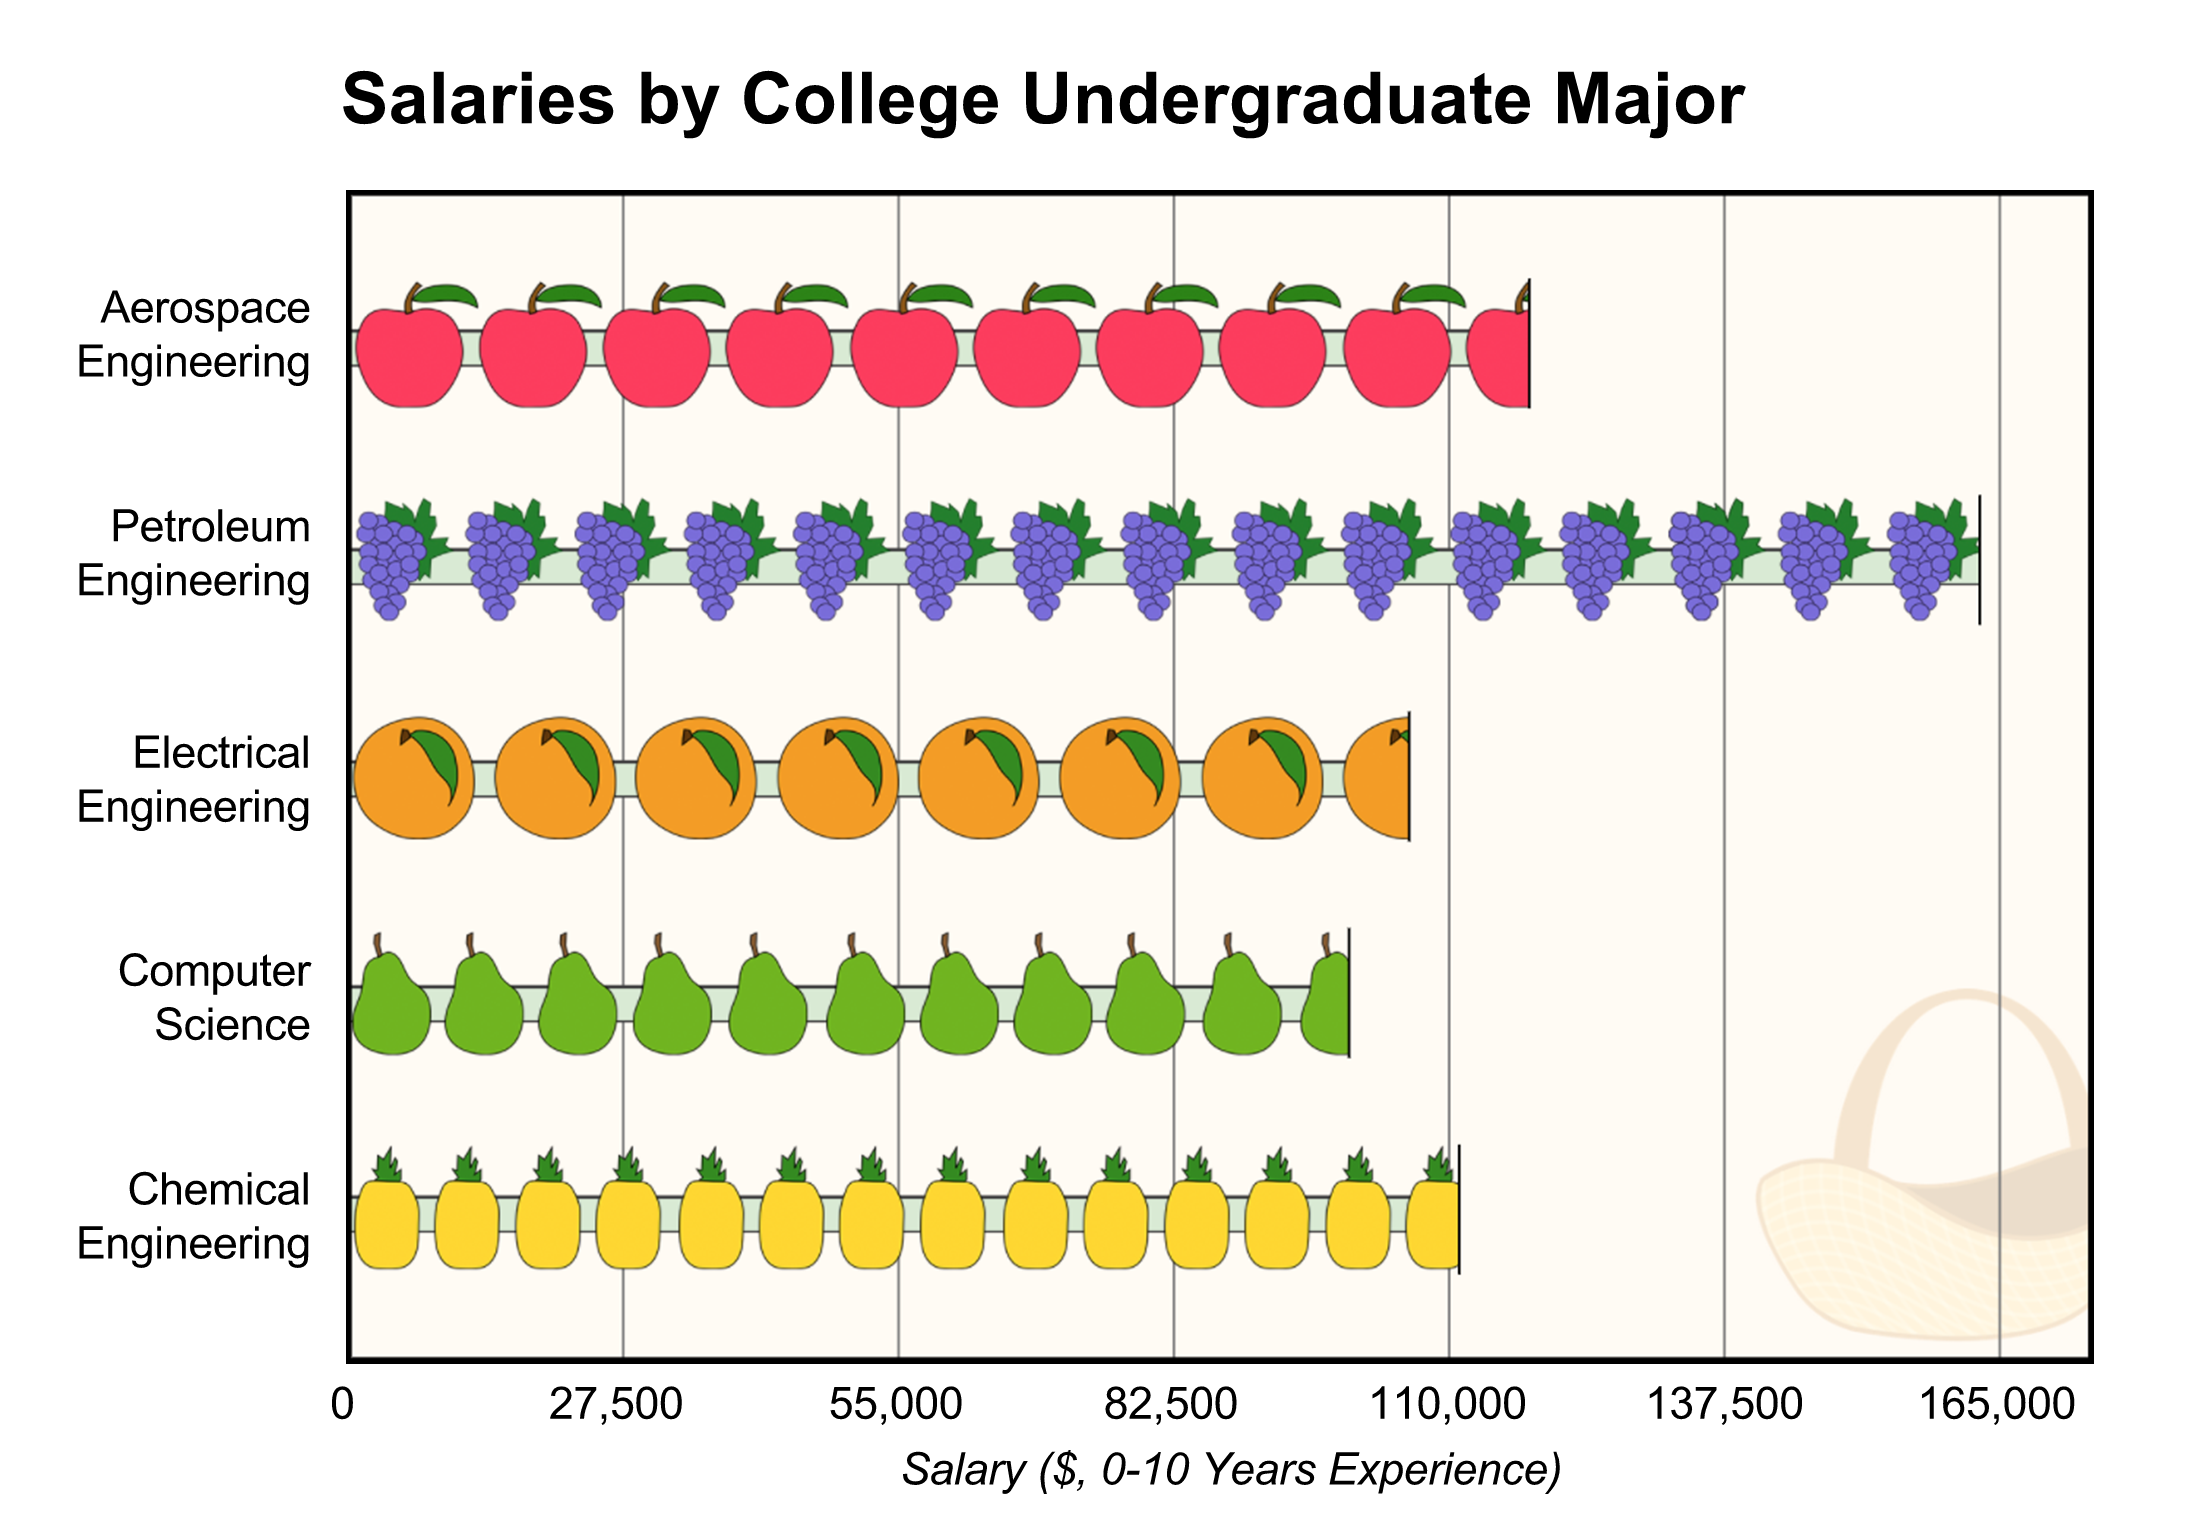 Salaries by College Undergraduate Major
Aerospace
Engineering
Petroleum
Engineering
Electrical
Engineering
Computer
Science
Chemical
Engineering
0 27,500 55,000 82,500 110,000 137,500 165,000
Salary ($, 0-10 Years Experience)